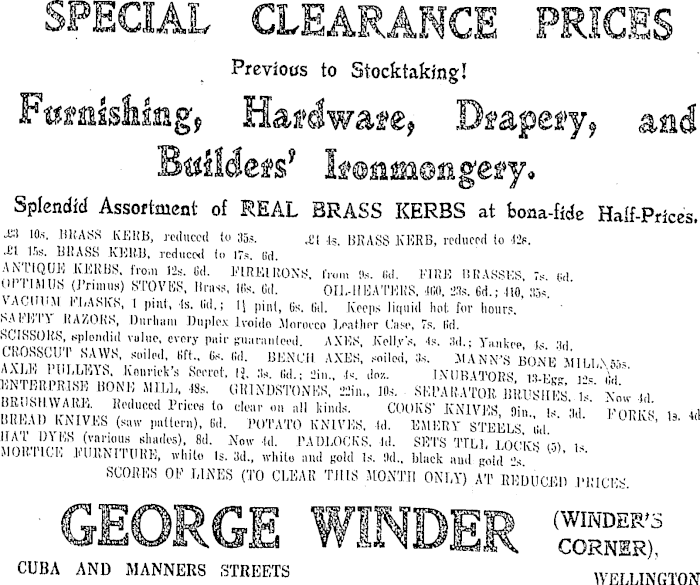 SPECIAL CLEARANCE PRICES
Previous to Stocktaking!
Furnishing, Hardware, Drapery, and
Builders' Ironmongery.
Splendid Assortment of REAL BRASS KERBS at bona-fide Half-Prices.
£3 10s. BRASS KERB, reduced to 35s. £4 4s. BRASS KERB, reduced to 42s.
£1 15s. BRASS KERB, reduced to 17s. 6d.
ANTIQUE KERBS, from 12s. 6d. FIREIRONS, from 9s. 6d. FIRE BRASSES, 7s. 6d.
OPTIMUS (Primus) STOVES, Brass, 16s. 6d. OIL-HEATERS, 460, 23s. 6d.; 410, 35s.
VACUUM FLASKS, 1 pint, 4s. 6d.; 1½ pint, 6s. 6d. Keeps liquid hot for hours.
SAFETY RAZORS, Durham Duplex Ivoide Morocco Leather Case, 7s. 6d.
SCISSORS, splendid value, every pair guaranteed. AXES, Kelly's, 4s. 3d.; Yankee, 4s. 3d.
CROSSCUT SAWS, soiled, 6ft., 6s. 6d. BENCH AXES, soiled, 3s. MANN'S BONE MILL, 55s.
AXLE PULLEYS, Kenrick's Secret, 1¾, 3s. 6d.; 2in., 4s. doz. INUBATORS, 13-Egg, 12s. 6d.
ENTERPRISE BONE MILL, 48s. GRINDSTONES, 22in., 10s. SEPARATOR BRUSHES, 1s. Now 4d.
BRUSHWARE. Reduced Prices to clear on all kinds. COOKS' KNIVES, 9in., 1s. 3d. FORKS, 1s. 4d
BREAD KNIVES (saw pattern), 6d. POTATO KNIVES, 4d. EMERY STEELS, 6d.
HAT DYES (various shades), 8d. Now 4d. PADLOCKS, 4d. SETS TILL LOCKS (5), 1s.
MORTICE FURNITURE, white 1s. 3d., white and gold 1s. 9d., black and gold 2s.
SCORES OF LINES (TO CLEAR THIS MONTH ONLY) AT REDUCED PRICES.
GEORGE WINDER (WINDER'S
CORNER),
CUBA AND MANNERS STREETS WELLINGTON